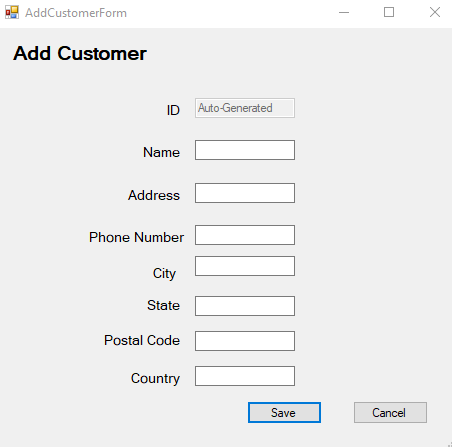 AddCustomerForm
Add Customer
ID Auto-Generated
Name
Address
Phone Number
City
State
Postal Code
Country
Save Cancel